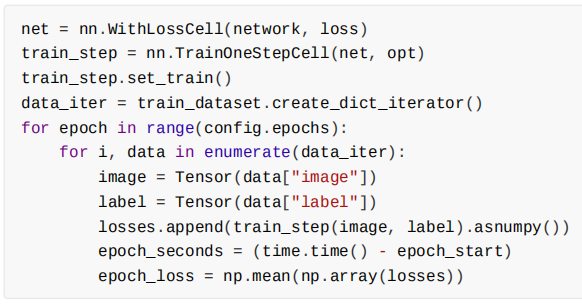 net = nn.WithLossCell(network, loss)
train_step = nn.TrainOneStepCell(net, opt)
train_step.set_train()
data_iter = train_dataset.create_dict_iterator()
for epoch in range(config.epochs):
    for i, data in enumerate(data_iter):
        image = Tensor(data["image"])
        label = Tensor(data["label"])
        losses.append(train_step(image, label).asnumpy())
        epoch_seconds = (time.time() - epoch_start)
        epoch_loss = np.mean(np.array(losses))